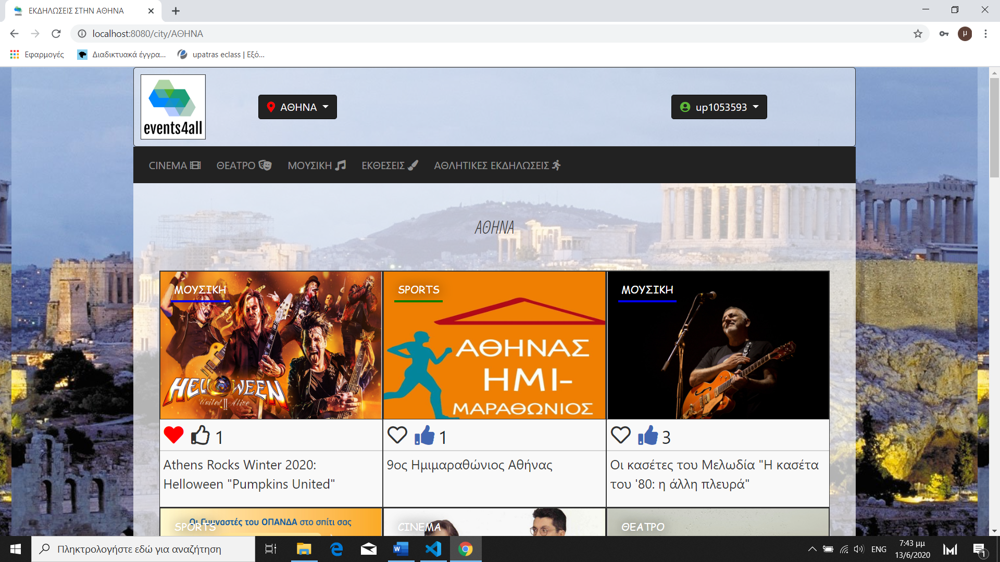 ΕΚΔΗΛΩΣΕΙΣ ΣΤΗΝ ΑΘΗΝΑ
localhost:8080/city/ΑΘΗΝΑ
μ
Εφαρμογές
Διαδικτυακά έγγρα...
upatras eclass | Εξό...
events4all
ΑΘΗΝΑ
up1053593
CINEMA
ΘΕΑΤΡΟ
ΜΟΥΣΙΚΗ
ΕΚΘΕΣΕΙΣ
ΑΘΛΗΤΙΚΕΣ ΕΚΔΗΛΩΣΕΙΣ
ΑΘΗΝΑ
ΜΟΥΣΙΚΗ
HELLOWEEN
United Alive
SPORTS
ΑΘΗΝΑΣ
ΗΜΙ-
ΜΑΡΑΘΩΝΙΟΣ
ΜΟΥΣΙΚΗ
1
1
3
Athens Rocks Winter 2020:
Helloween "Pumpkins United"
9ος Ημιμαραθώνιος Αθήνας
Οι κασέτες του Μελωδία "Η κασέτα
του '80: η άλλη πλευρά"
Οι Γυμναστές του ΟΠΑΝΔΑ στο σπίτι σας
SPORTS
CINEMA
ΘΕΑΤΡΟ
Πληκτρολογήστε εδώ για αναζήτηση
ENG
7:43 μμ
13/6/2020
1